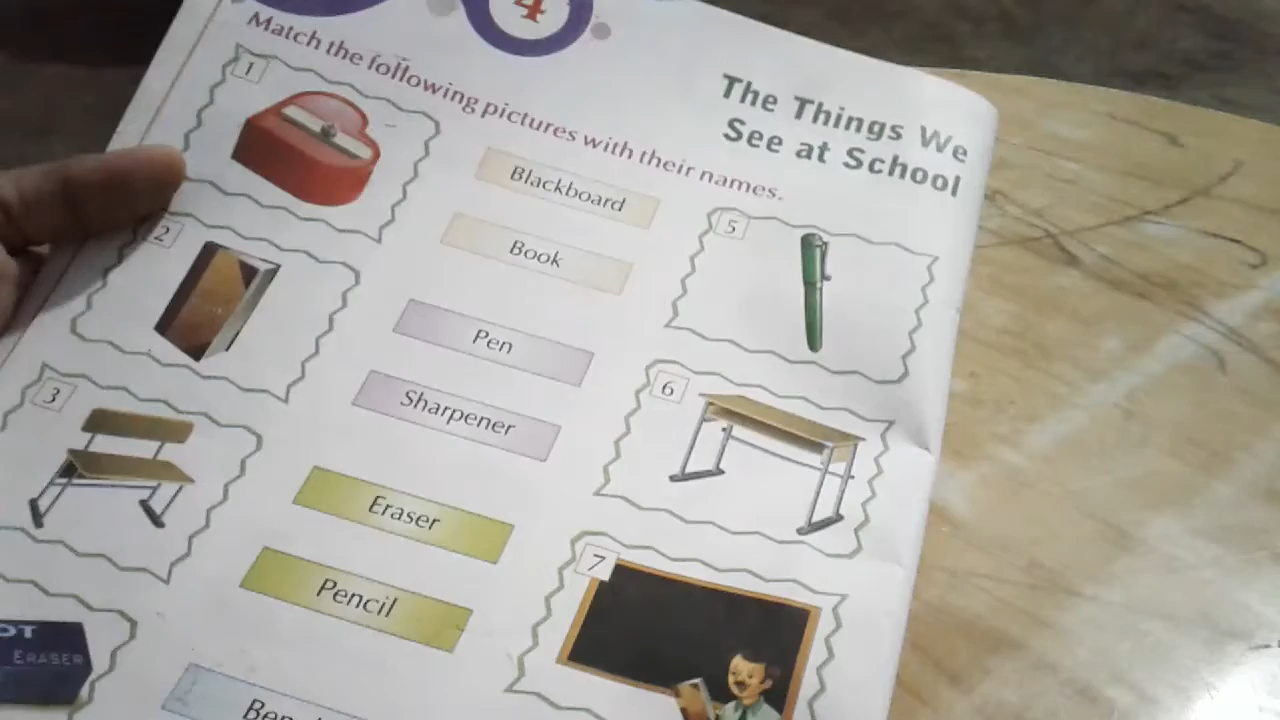 4
Match the following pictures with their names.
The Things We
See at School
1
2
3
OT
ERASER
Blackboard
Book
Pen
Sharpener
Eraser
Pencil
5
6
7